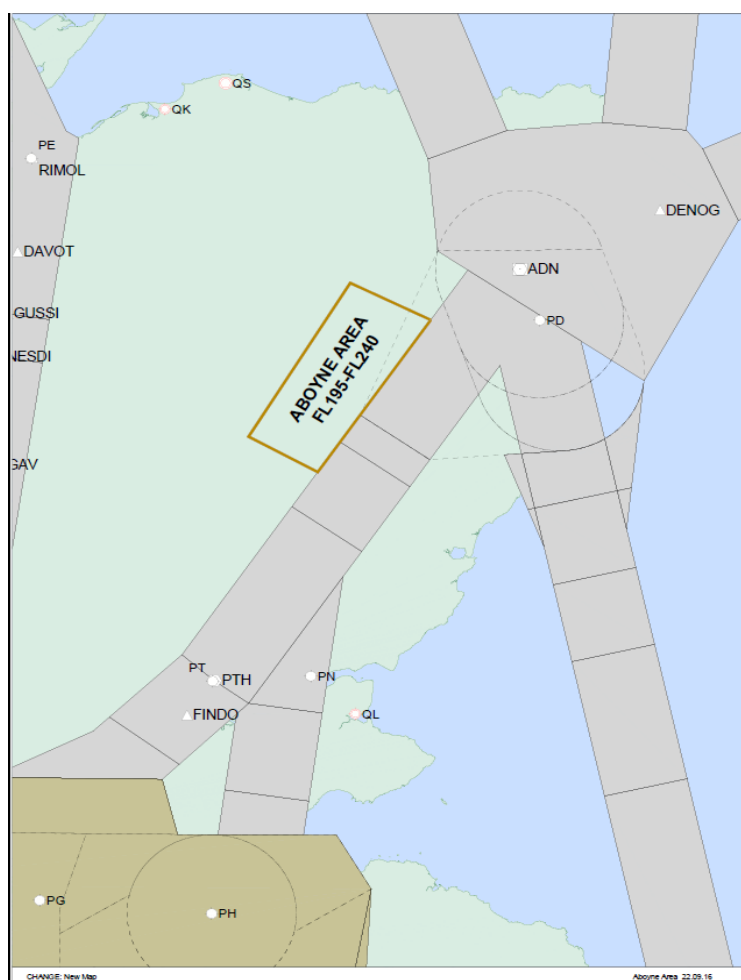 QS
QK
PE
RIMOL
DENOG
DAVOT
ADN
GUSSI
PD
NESDI
ABOYNE AREA
FL195-FL240
GAV
PT
PTH
PN
FINDO
QL
PG
PH
CHANGE: New Map
Aboyne Area 22.09.16